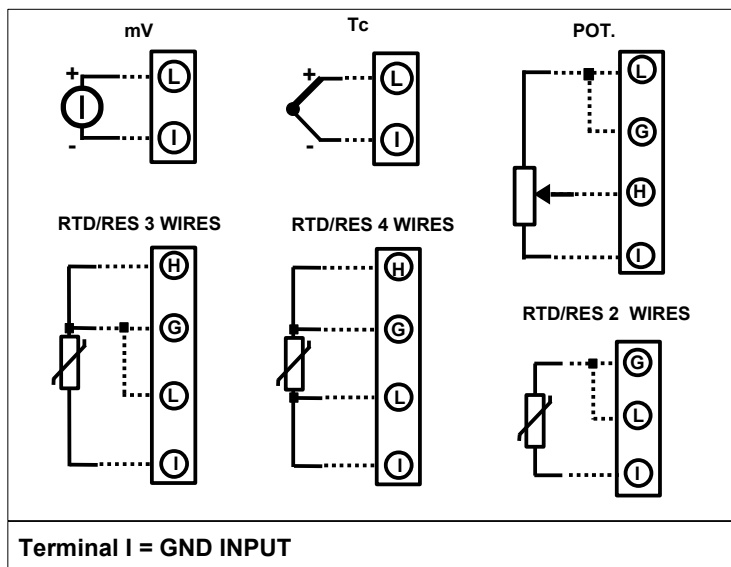 mV
+
L
-
I
Tc
+
L
-
I
POT.
L
G
H
I
RTD/RES 3 WIRES
H
G
L
I
RTD/RES 4 WIRES
H
G
L
I
RTD/RES 2 WIRES
G
L
I
Terminal I = GND INPUT